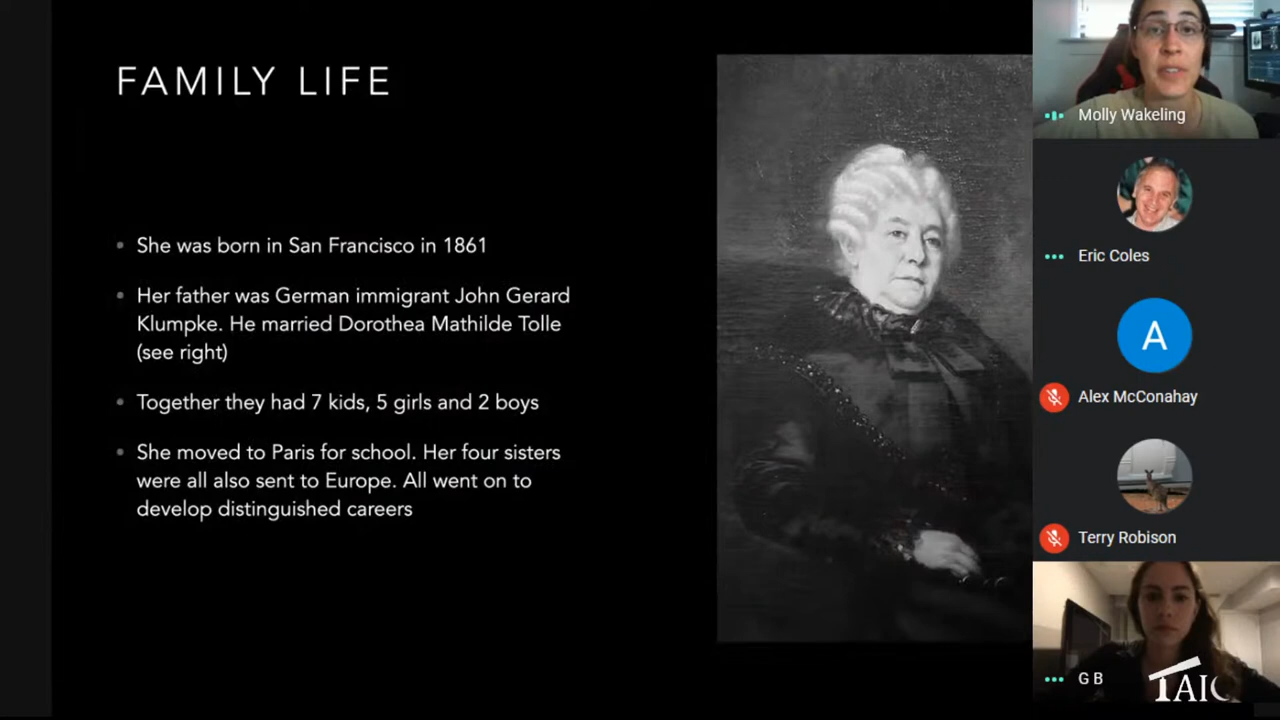 FAMILY LIFE
She was born in San Francisco in 1861
Her father was German immigrant John Gerard
Klumpke. He married Dorothea Mathilde Tolle
(see right)
Together they had 7 kids, 5 girls and 2 boys
She moved to Paris for school. Her four sisters
were all also sent to Europe. All went on to
develop distinguished careers
Molly Wakeling
Eric Coles
A
Alex McConahay
Terry Robison
G B
TAIC